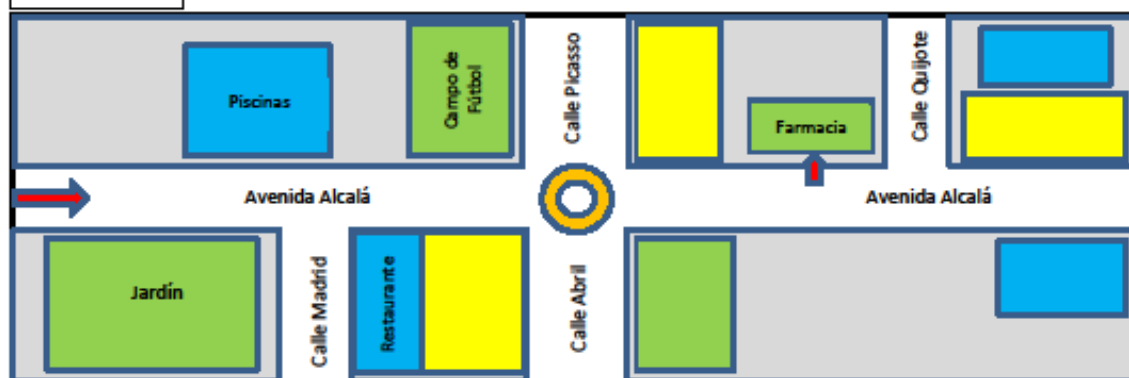 Piscinas
Campo de
Fútbol
Calle Picasso
Farmacia
Calle Quijote
Avenida Alcalá
Avenida Alcalá
Jardín
Calle Madrid
Restaurante
Calle Abril